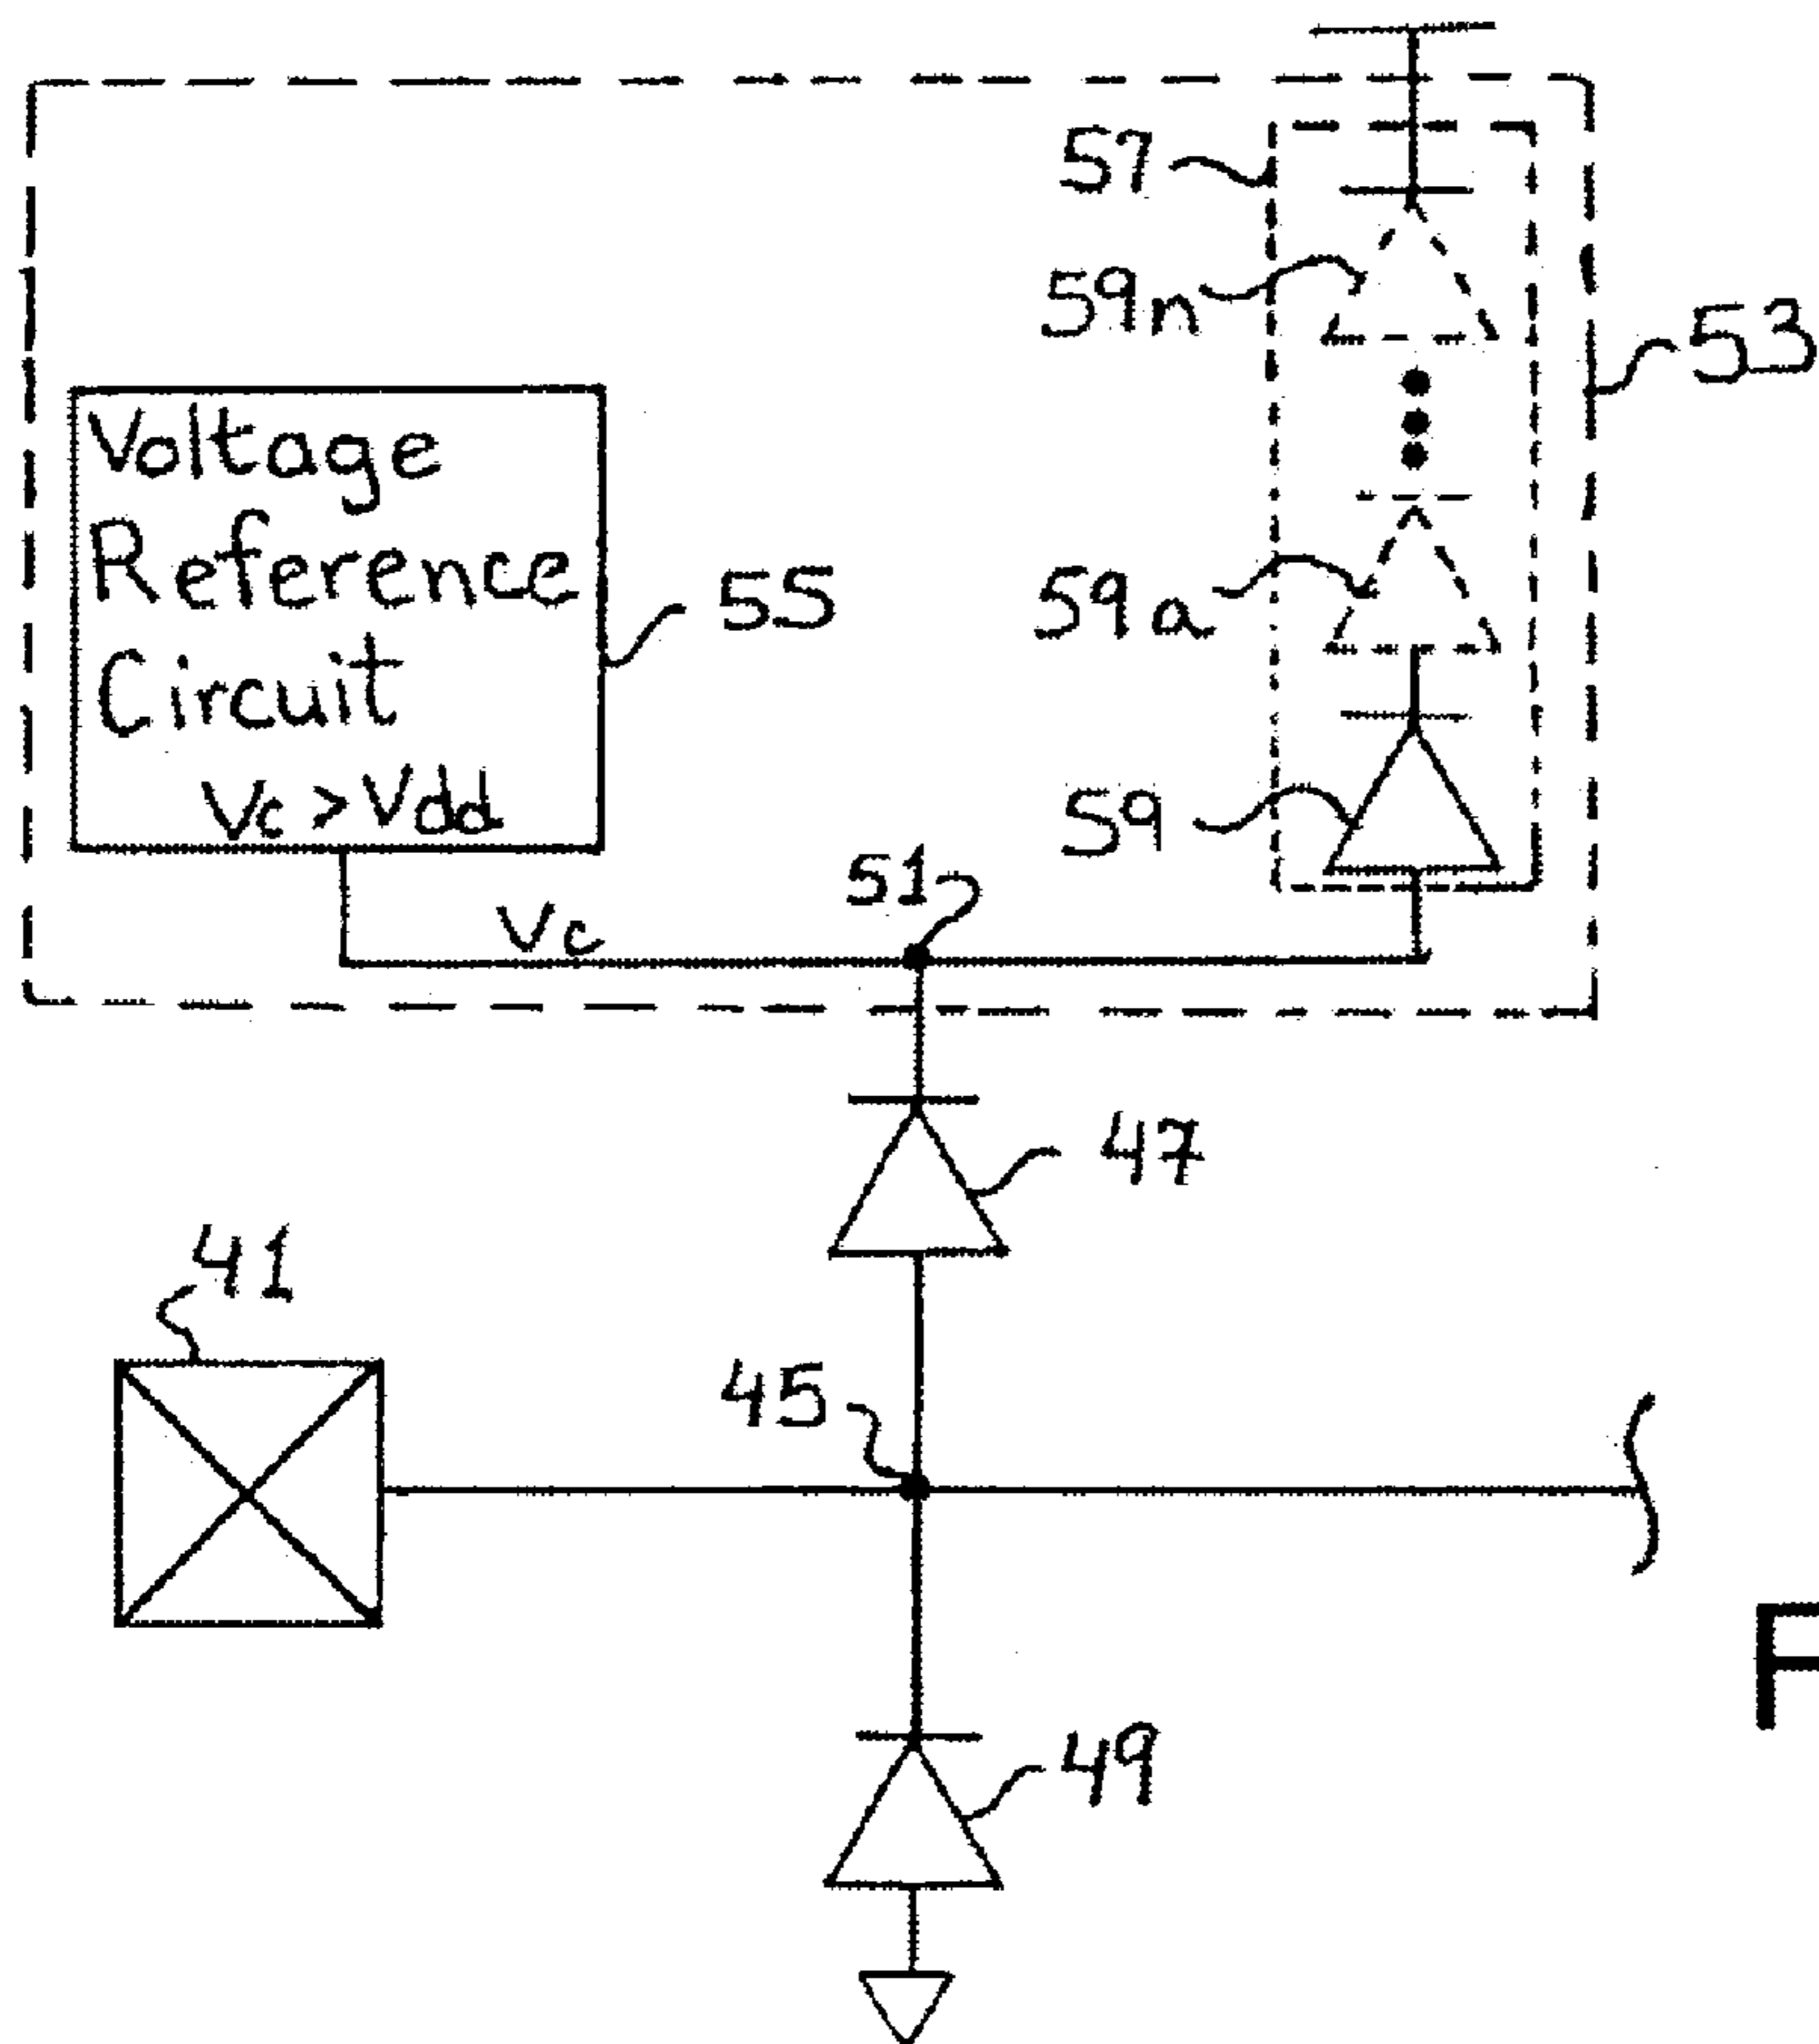 57
59n
53
Voltage
Reference
Circuit
Vc > Vdd
55
59a
59
51
Vc
47
41
45
49
F